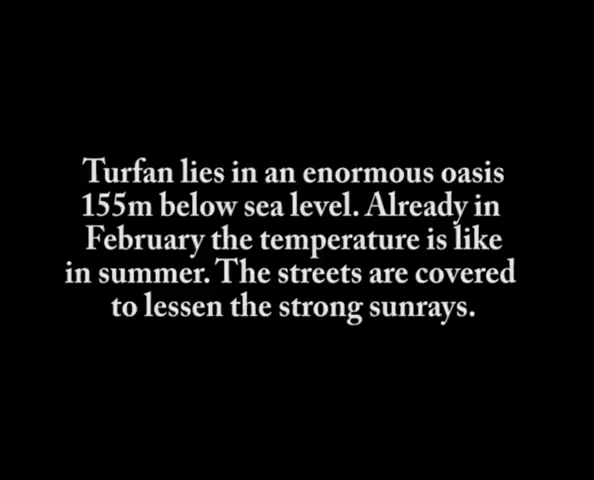 Turfan lies in an enormous oasis
155m below sea level. Already in
February the temperature is like
in summer. The streets are covered
to lessen the strong sunrays.